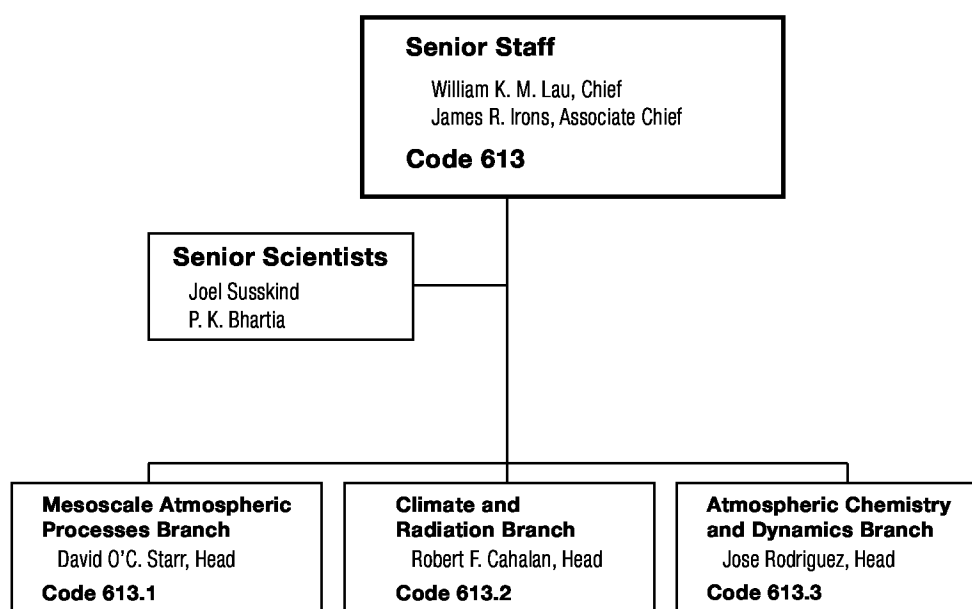 Senior Staff
William K. M. Lau, Chief
James R. Irons, Associate Chief
Code 613
Senior Scientists
Joel Susskind
P. K. Bhartia
Mesoscale Atmospheric
Processes Branch
David O'C. Starr, Head
Code 613.1
Climate and
Radiation Branch
Robert F. Cahalan, Head
Code 613.2
Atmospheric Chemistry
and Dynamics Branch
Jose Rodriguez, Head
Code 613.3